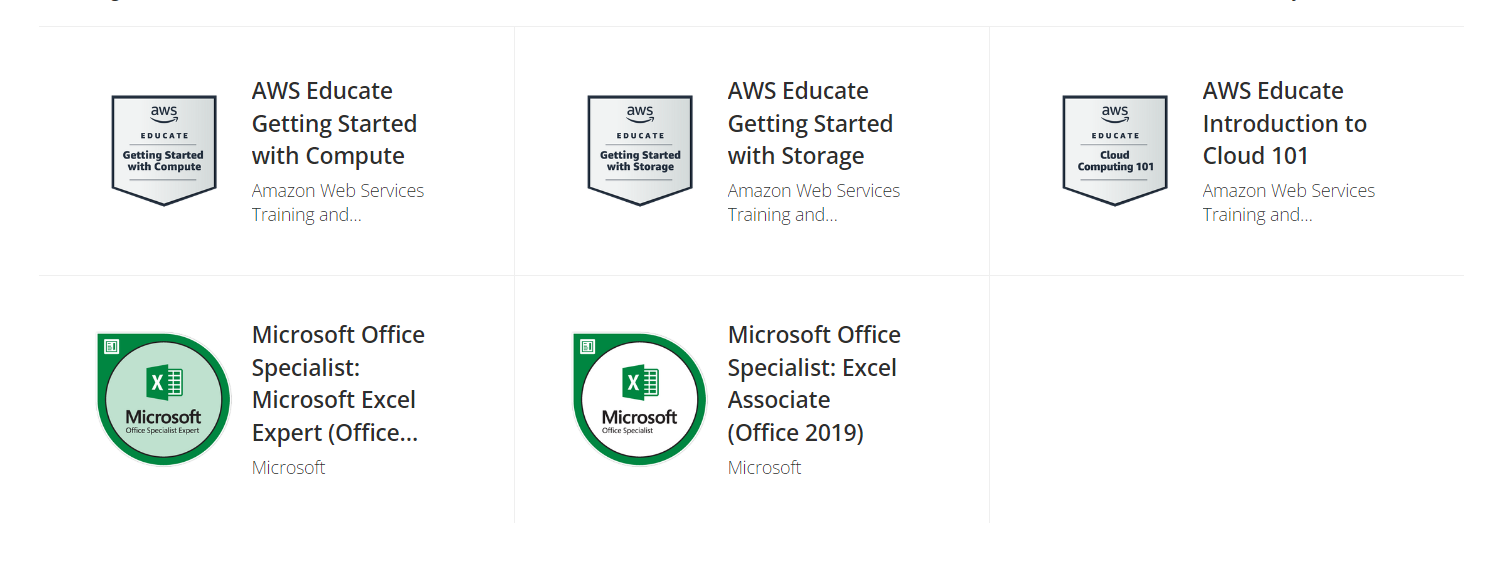 aws
EDUCATE
Getting Started
with Compute
AWS Educate
Getting Started
with Compute
Amazon Web Services
Training and...
aws
EDUCATE
Getting Started
with Storage
AWS Educate
Getting Started
with Storage
Amazon Web Services
Training and...
aws
EDUCATE
Cloud
Computing 101
AWS Educate
Introduction to
Cloud 101
Amazon Web Services
Training and...
X
Microsoft
Office Specialist Expert
Microsoft Office
Specialist:
Microsoft Excel
Expert (Office...
Microsoft
X
Microsoft
Office Specialist
Microsoft Office
Specialist: Excel
Associate
(Office 2019)
Microsoft